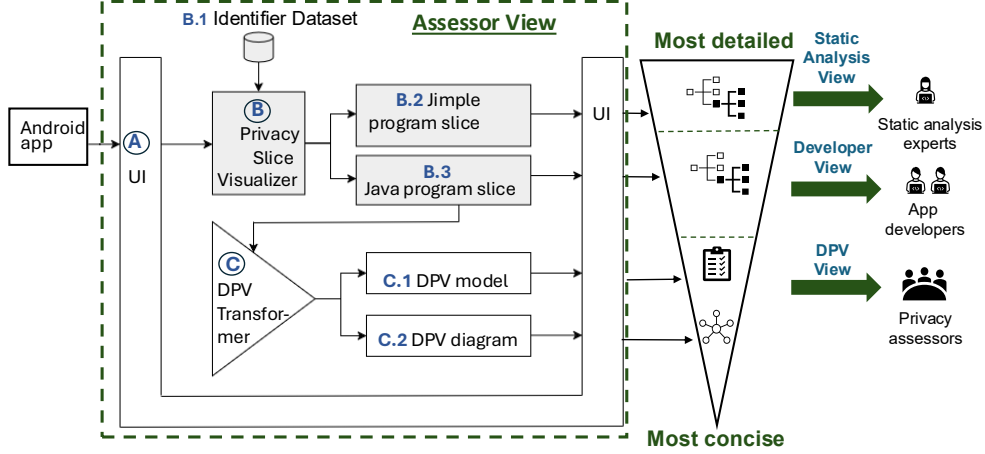 B.1 Identifier Dataset
Assessor View
Android
app
A
UI
B
Privacy
Slice
Visualizer
B.2 Jimple
program slice
B.3
Java program slice
C
DPV
Transfor-
mer
C.1 DPV model
C.2 DPV diagram
UI
Most detailed
Most concise
Static
Analysis
View
Static analysis
experts
Developer
View
App
developers
DPV
View
Privacy
assessors